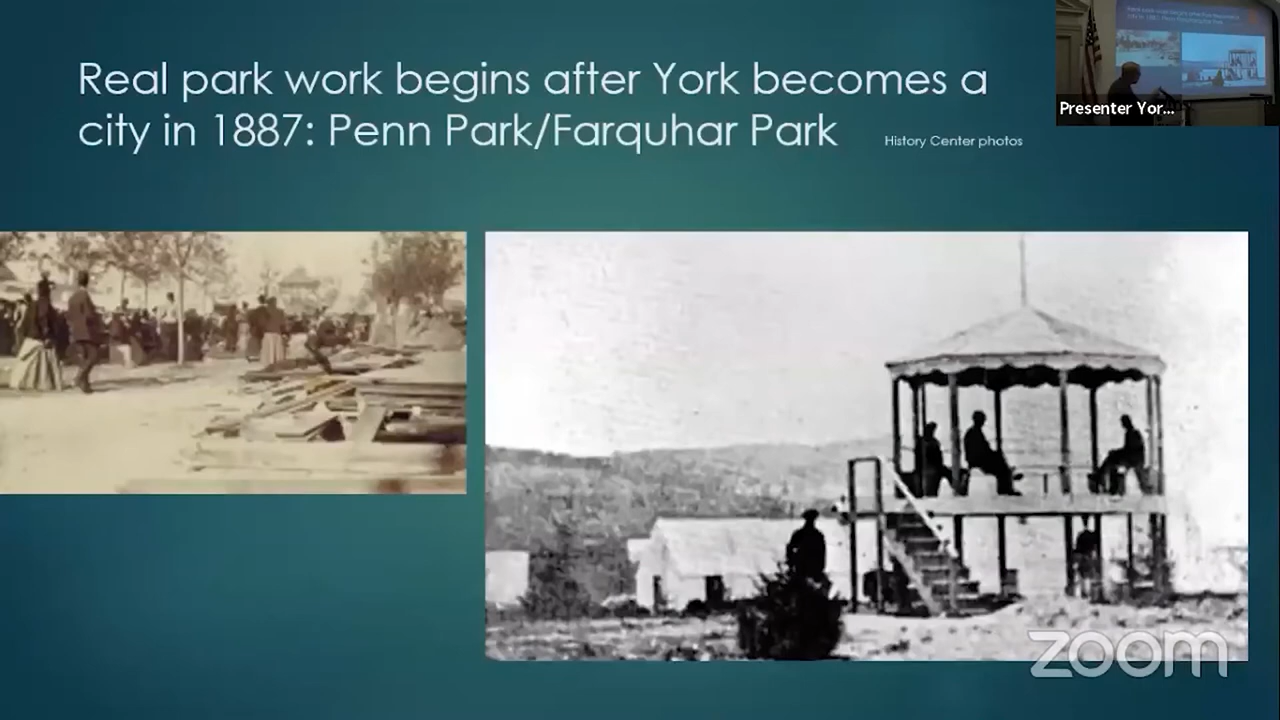 Real park work begins after York becomes a
city in 1887: Penn Park/Farquhar Park
History Center photos
Presenter Yor...
zoom